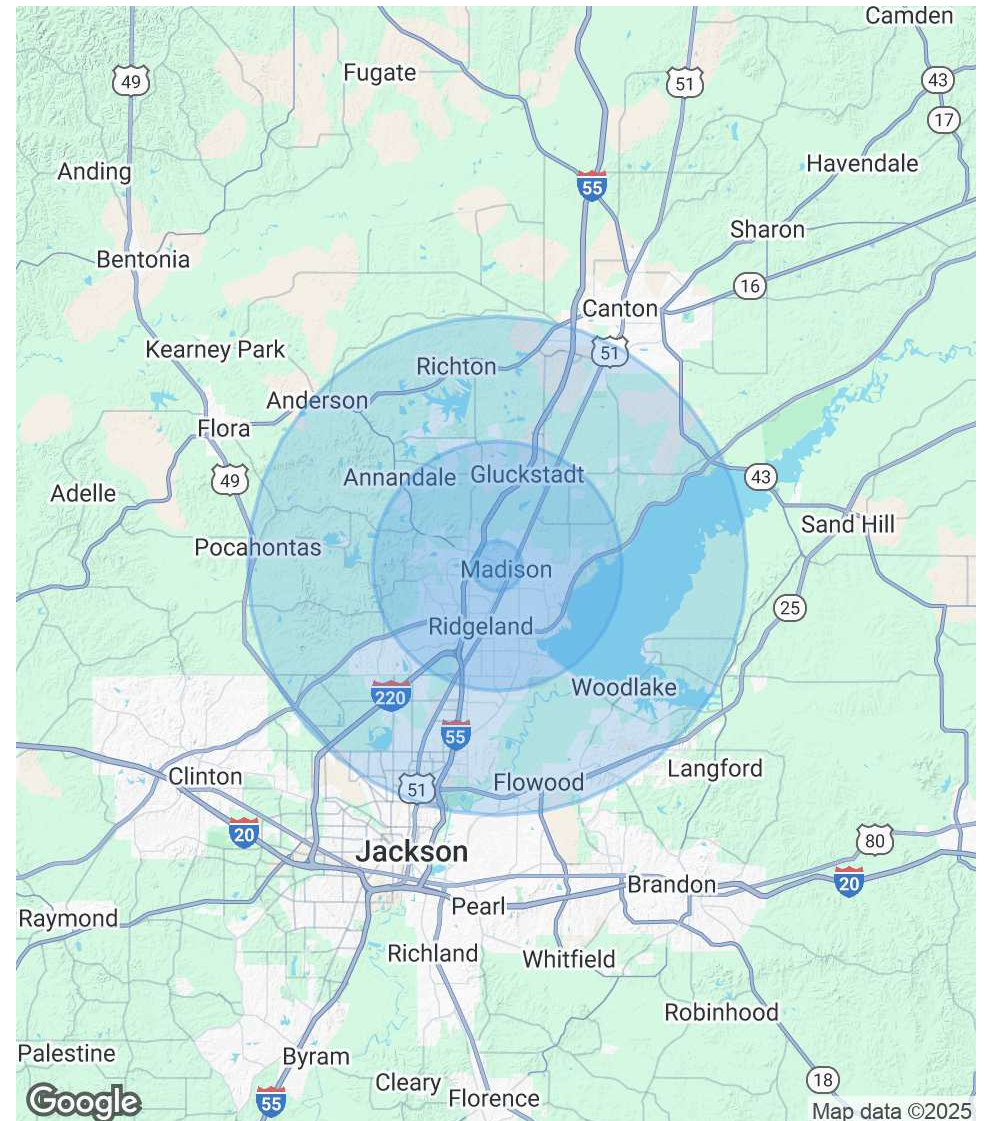 Camden
49
Fugate
51
43
17
Anding
Havendale
55
Sharon
Bentonia
16
Canton
Kearney Park
51
Richton
Anderson
Flora
Annandale
Gluckstadt
49
43
Adelle
Sand Hill
Pocahontas
Madison
25
Ridgeland
220
Woodlake
55
Clinton
51
Flowood
Langford
20
80
Jackson
Brandon
20
Pearl
Raymond
Richland
Whitfield
Robinhood
Palestine
Byram
18
Cleary
Florence
55
Google
Map data ©2025